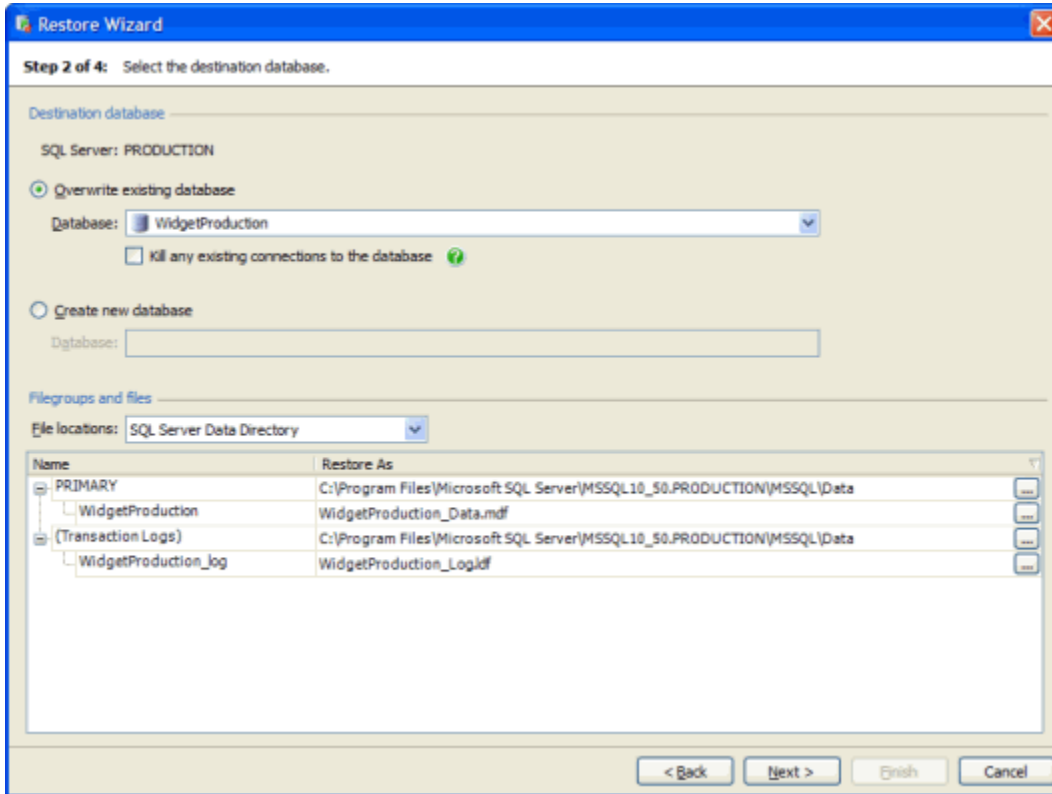 Restore Wizard
Step 2 of 4: Select the destination database.
Destination database
SQL Server: PRODUCTION
Overwrite existing database
Database: WidgetProduction
Kill any existing connections to the database ?
Create new database
Database:
Filegroups and files
File locations: SQL Server Data Directory
Name Restore As
PRIMARY C:\Program Files\Microsoft SQL Server\MSSQL10_50.PRODUCTION\MSSQL\Data ...
WidgetProduction WidgetProduction_Data.mdf ...
(Transaction Logs) C:\Program Files\Microsoft SQL Server\MSSQL10_50.PRODUCTION\MSSQL\Data ...
WidgetProduction_log WidgetProduction_Log.ldf ...
< Back Next > Finish Cancel